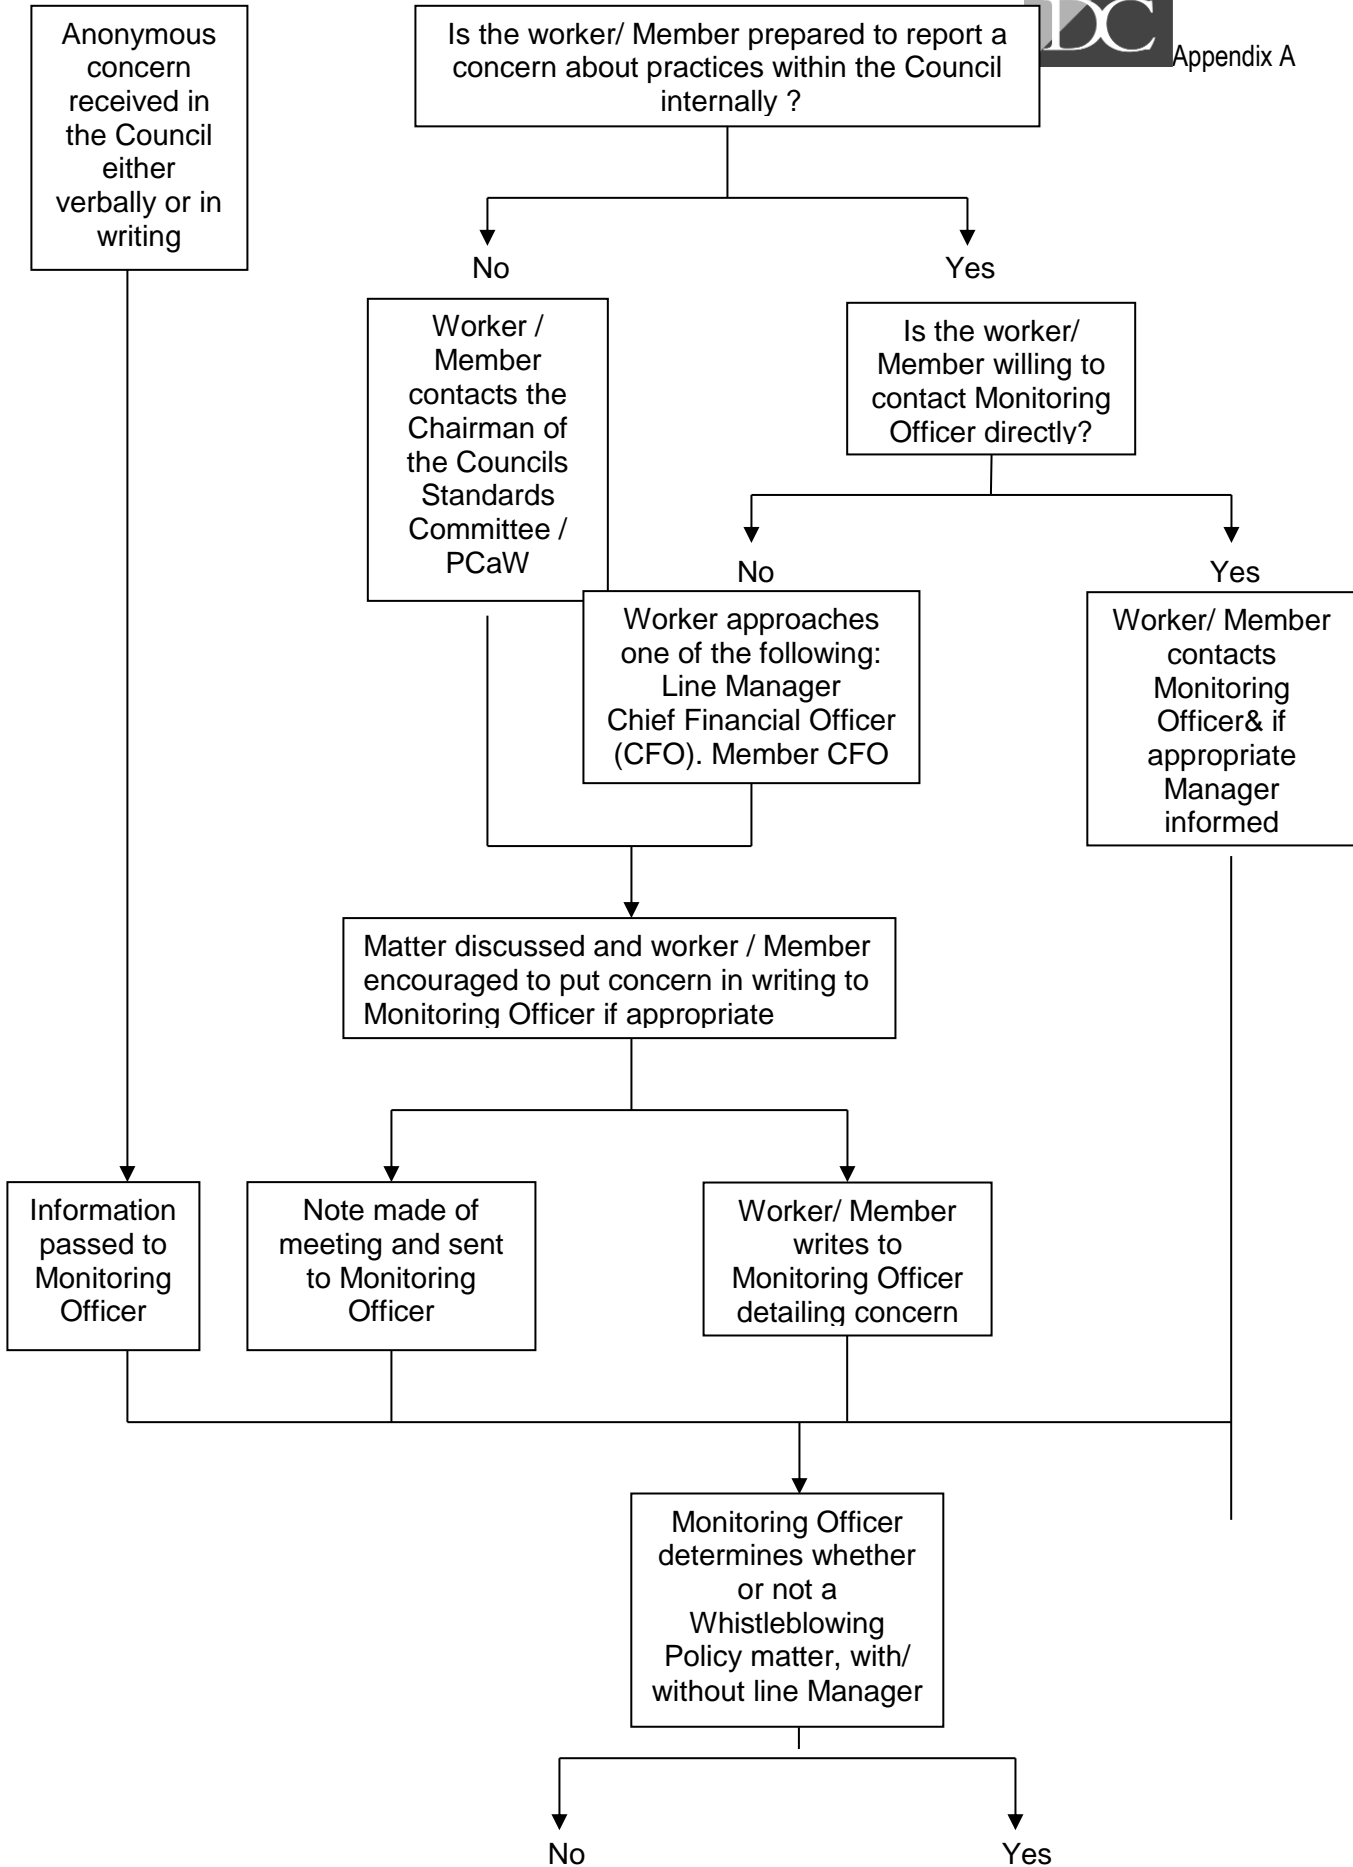 Anonymous
concern
received in
the Council
either
verbally or in
writing
Is the worker/ Member prepared to report a
concern about practices within the Council
internally ?
DC
Appendix A
No
Yes
Worker /
Member
contacts the
Chairman of
the Councils
Standards
Committee /
PCaW
Is the worker/
Member willing to
contact Monitoring
Officer directly?
No
Yes
Worker approaches
one of the following:
Line Manager
Chief Financial Officer
(CFO). Member CFO
Worker/ Member
contacts
Monitoring
Officer& if
appropriate
Manager
informed
Matter discussed and worker / Member
encouraged to put concern in writing to
Monitoring Officer if appropriate
Information
passed to
Monitoring
Officer
Note made of
meeting and sent
to Monitoring
Officer
Worker/ Member
writes to
Monitoring Officer
detailing concern
Monitoring Officer
determines whether
or not a
Whistleblowing
Policy matter, with/
without line Manager
No
Yes